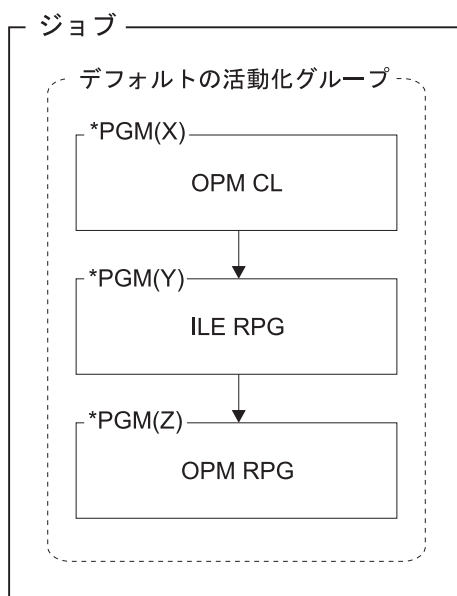 ジョブ
デフォルトの活動化グループ
*PGM(X)
OPM CL
*PGM(Y)
ILE RPG
*PGM(Z)
OPM RPG